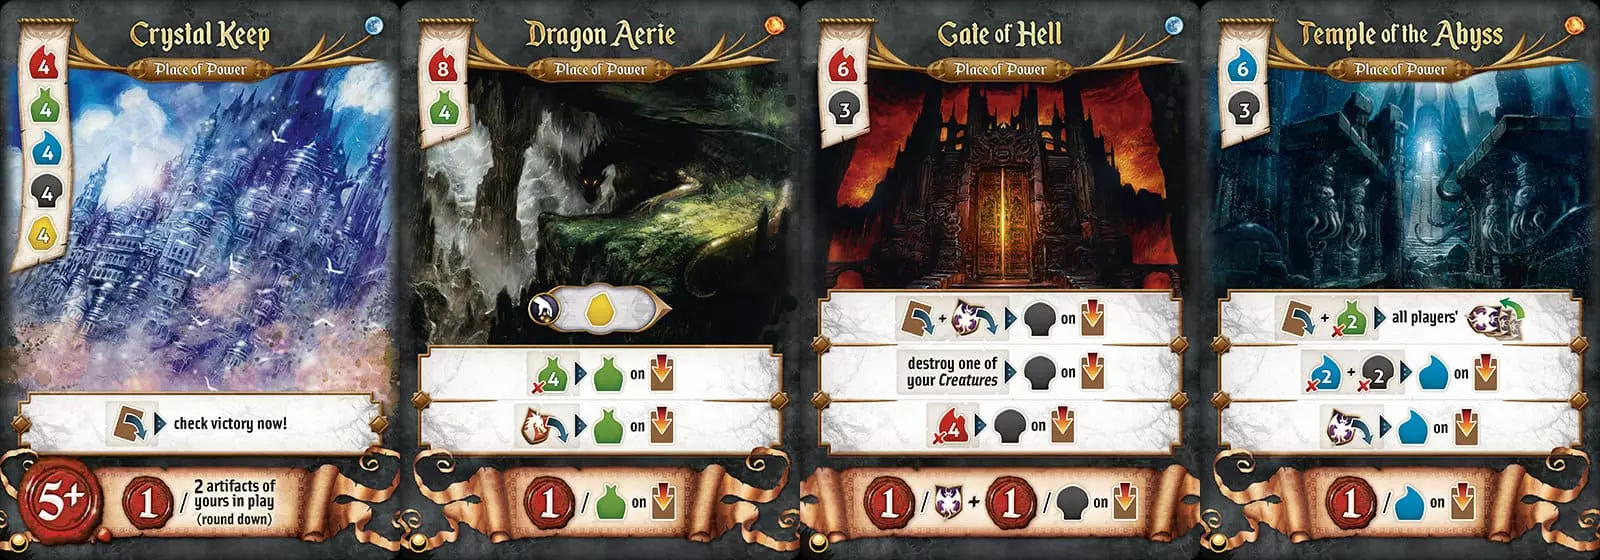 Crystal Keep
Place of Power
4
4
4
4
4
check victory now!
5+
1 / 2 artifacts of
yours in play
(round down)
Dragon Aerie
Place of Power
8
4
4 on
on
1 / on
Gate of Hell
Place of Power
6
3
+ on
destroy one of
your Creatures on
4 on
1 / + 1 / on
Temple of the Abyss
Place of Power
6
3
+ 2 all players'
2 + 2 on
on
1 / on